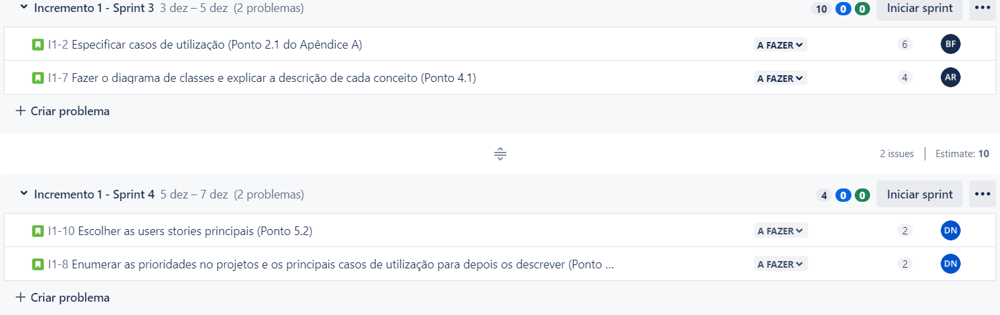 Incremento 1 - Sprint 3 3 dez – 5 dez (2 problemas) 10 0 0 Iniciar sprint
I1-2 Especificar casos de utilização (Ponto 2.1 do Apêndice A) A FAZER 6 BF
I1-7 Fazer o diagrama de classes e explicar a descrição de cada conceito (Ponto 4.1) A FAZER 4 AR
+ Criar problema
2 issues | Estimate: 10
Incremento 1 - Sprint 4 5 dez – 7 dez (2 problemas) 4 0 0 Iniciar sprint
I1-10 Escolher as users stories principais (Ponto 5.2) A FAZER 2 DN
I1-8 Enumerar as prioridades no projetos e os principais casos de utilização para depois os descrever (Ponto ... A FAZER 2 DN
+ Criar problema